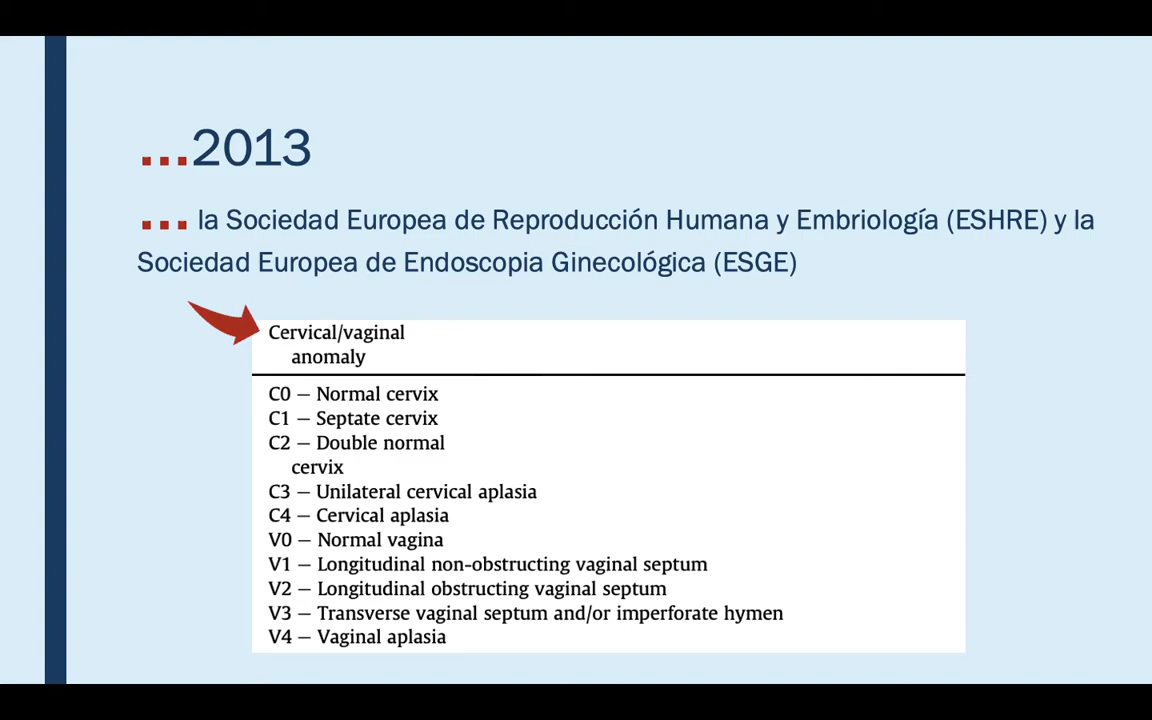 ...2013
... la Sociedad Europea de Reproducción Humana y Embriología (ESHRE) y la
Sociedad Europea de Endoscopia Ginecológica (ESGE)
Cervical/vaginal
anomaly
C0 – Normal cervix
C1 – Septate cervix
C2 – Double normal
cervix
C3 – Unilateral cervical aplasia
C4 – Cervical aplasia
V0 – Normal vagina
V1 – Longitudinal non-obstructing vaginal septum
V2 – Longitudinal obstructing vaginal septum
V3 – Transverse vaginal septum and/or imperforate hymen
V4 – Vaginal aplasia